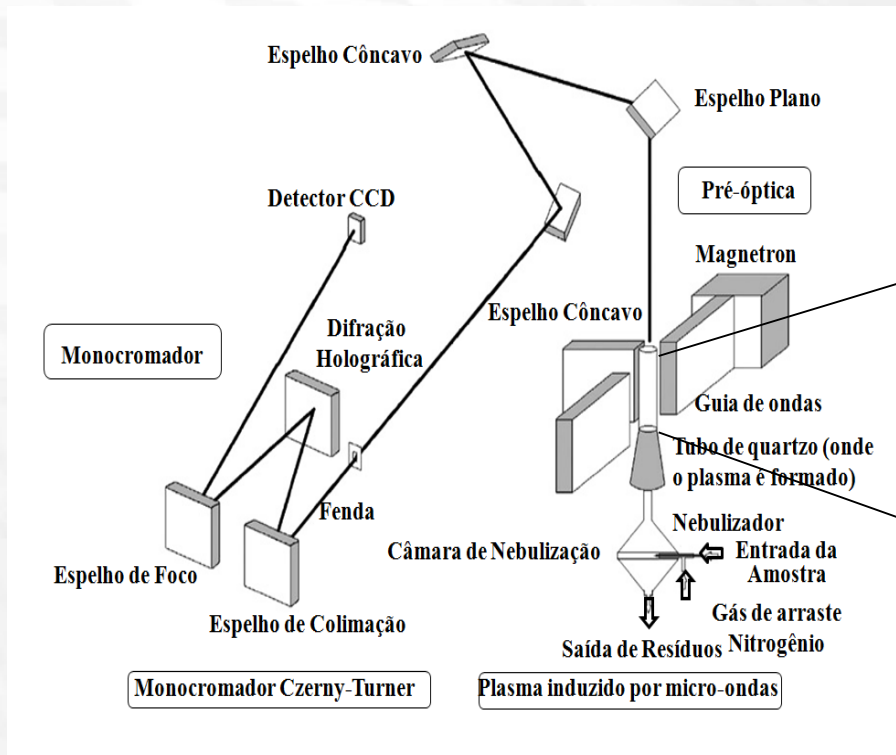 Espelho Côncavo
Espelho Plano
Pré-óptica
Detector CCD
Magnetron
Espelho Côncavo
Difração
Holográfica
Monocromador
Guia de ondas
Tubo de quartzo (onde
o plasma é formado)
Fenda
Nebulizador
Câmara de Nebulização
Entrada da
Amostra
Espelho de Foco
Gás de arraste
Nitrogênio
Espelho de Colimação
Saída de Resíduos
Monocromador Czerny-Turner
Plasma induzido por micro-ondas